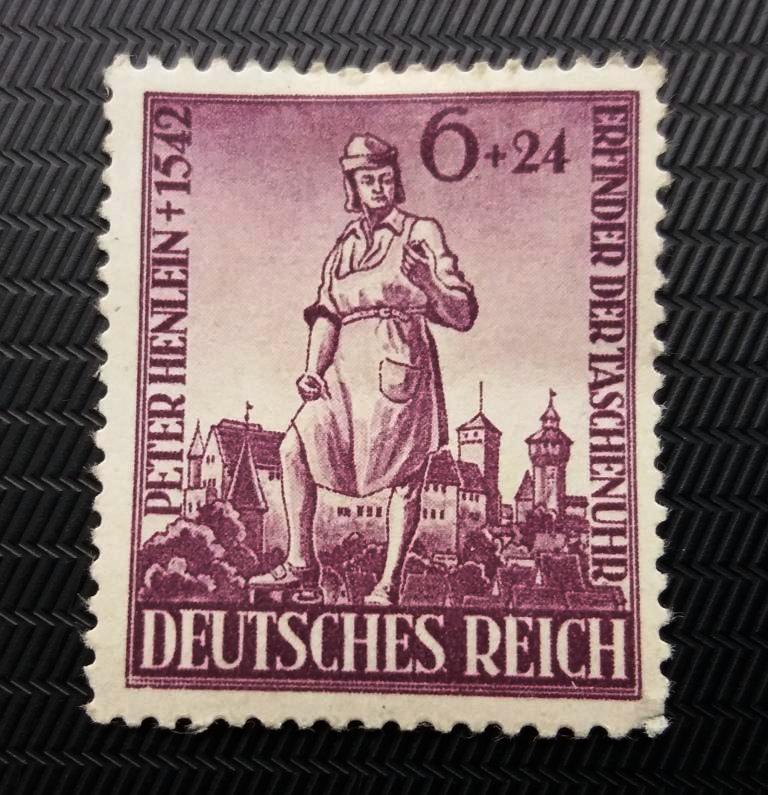 PETER HENLEIN + 1542
6 + 24
ERFINDER DER TASCHENUHR
DEUTSCHES REICH